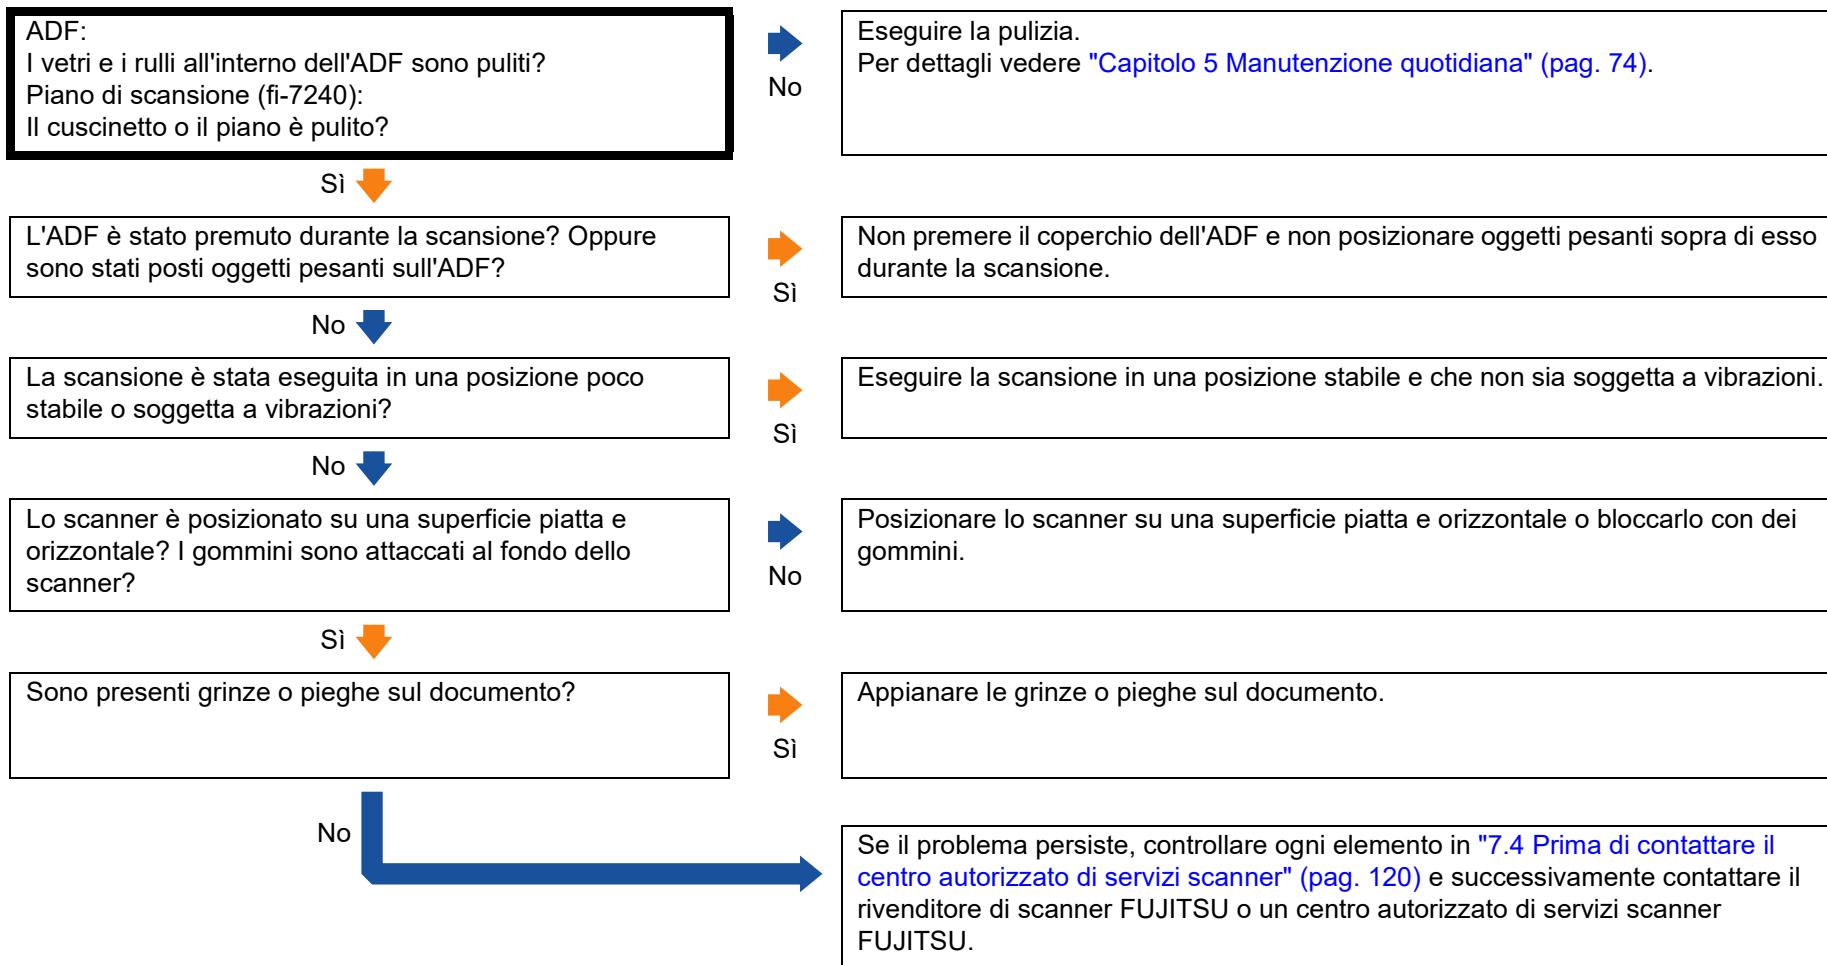 ADF:
I vetri e i rulli all'interno dell'ADF sono puliti?
Piano di scansione (fi-7240):
Il cuscinetto o il piano è pulito?
No
Eseguire la pulizia.
Per dettagli vedere "Capitolo 5 Manutenzione quotidiana" (pag. 74).
Sì
L'ADF è stato premuto durante la scansione? Oppure
sono stati posti oggetti pesanti sull'ADF?
Sì
Non premere il coperchio dell'ADF e non posizionare oggetti pesanti sopra di esso
durante la scansione.
No
La scansione è stata eseguita in una posizione poco
stabile o soggetta a vibrazioni?
Sì
Eseguire la scansione in una posizione stabile e che non sia soggetta a vibrazioni.
No
Lo scanner è posizionato su una superficie piatta e
orizzontale? I gommini sono attaccati al fondo dello
scanner?
No
Posizionare lo scanner su una superficie piatta e orizzontale o bloccarlo con dei
gommini.
Sì
Sono presenti grinze o pieghe sul documento?
Sì
Appianare le grinze o pieghe sul documento.
No
Se il problema persiste, controllare ogni elemento in "7.4 Prima di contattare il
centro autorizzato di servizi scanner" (pag. 120) e successivamente contattare il
rivenditore di scanner FUJITSU o un centro autorizzato di servizi scanner
FUJITSU.